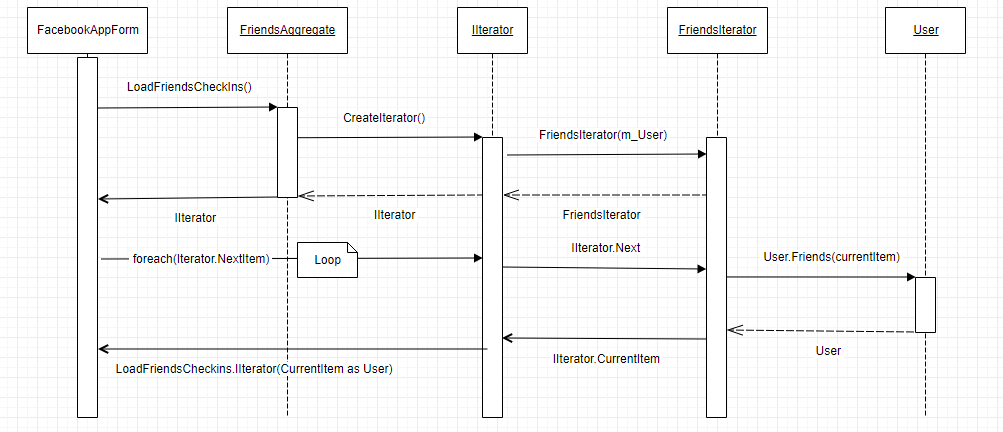 FacebookAppForm
FriendsAggregate
IIterator
FriendsIterator
User
LoadFriendsCheckIns()
CreateIterator()
FriendsIterator(m_User)
IIterator
IIterator
FriendsIterator
foreach(Iterator.NextItem)
Loop
IIterator.Next
User.Friends(currentItem)
User
IIterator.CurrentItem
LoadFriendsCheckins.IIterator(CurrentItem as User)